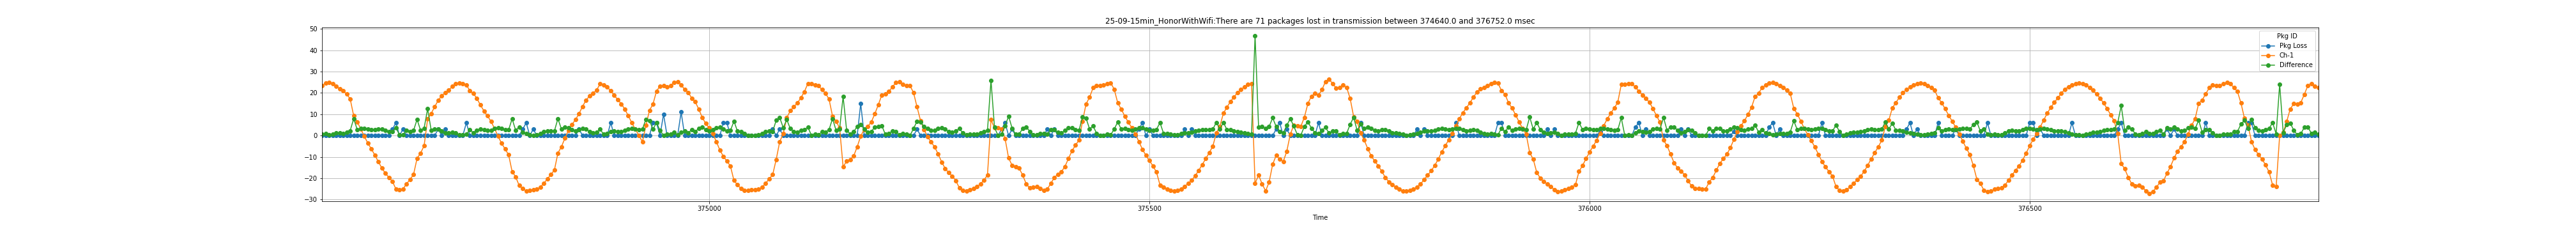 25-09-15min_HonorWithWifi:There are 71 packages lost in transmission between 374640.0 and 376752.0 msec
50
40
30
20
10
0
−10
−20
−30
Pkg ID
Pkg Loss
Ch-1
Difference
375000
375500
376000
376500
Time